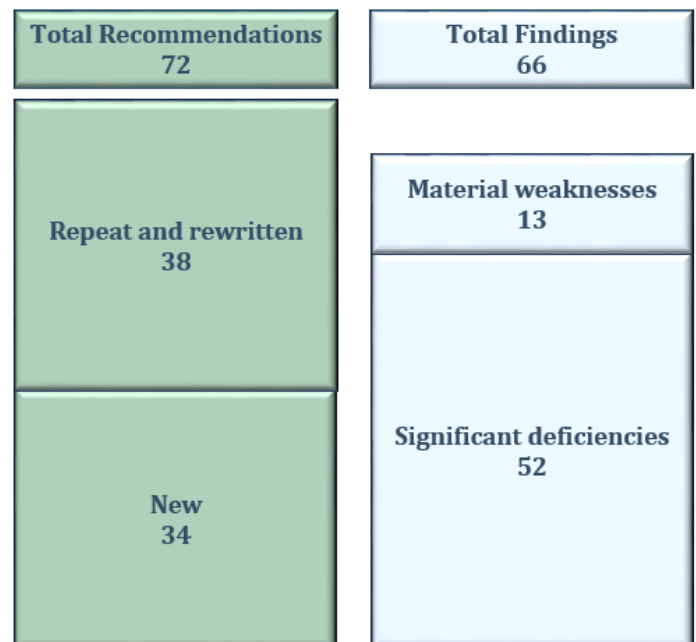 Total Recommendations
72
Total Findings
66
Repeat and rewritten
38
New
34
Material weaknesses
13
Significant deficiencies
52